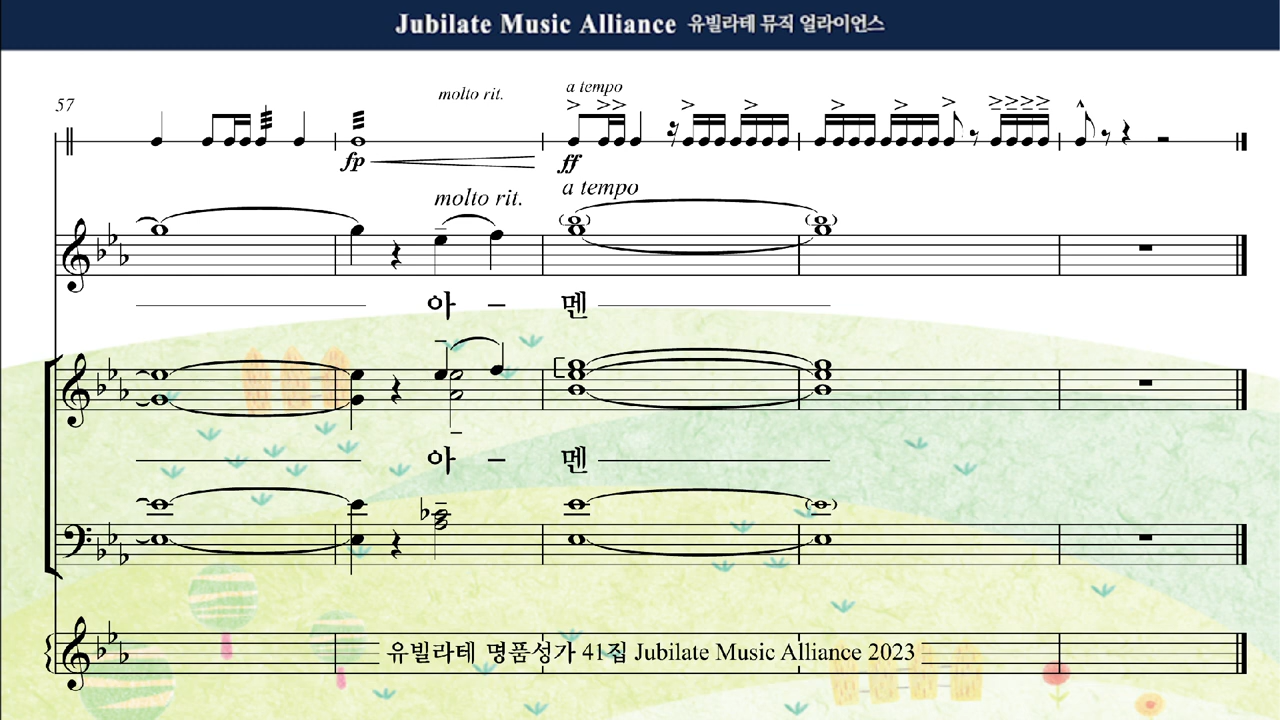 Jubilate Music Alliance 유빌라테 뮤직 얼라이언스
57
molto rit.
a tempo
fp
ff
molto rit.
a tempo
아 – 멘
아 – 멘
유빌라테 명품성가 41집 Jubilate Music Alliance 2023